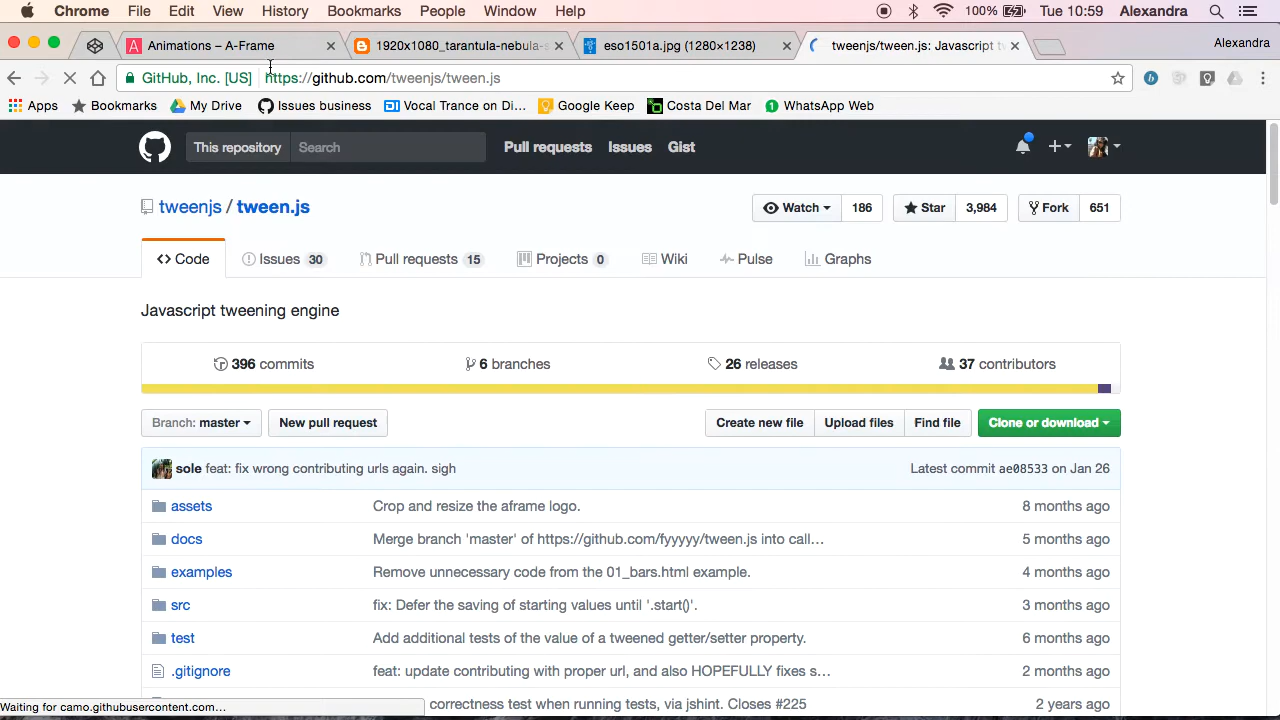 Chrome File Edit View History Bookmarks People Window Help 100% Tue 10:59 Alexandra
Animations – A-Frame 1920x1080_tarantula-nebula-s eso1501a.jpg (1280×1238) tweenjs/tween.js: Javascript tw Alexandra
GitHub, Inc. [US] https://github.com/tweenjs/tween.js
Apps Bookmarks My Drive Issues business Vocal Trance on Di... Google Keep Costa Del Mar WhatsApp Web
This repository Search Pull requests Issues Gist
tweenjs / tween.js Watch 186 Star 3,984 Fork 651
Code Issues 30 Pull requests 15 Projects 0 Wiki Pulse Graphs
Javascript tweening engine
396 commits 6 branches 26 releases 37 contributors
Branch: master New pull request Create new file Upload files Find file Clone or download
sole feat: fix wrong contributing urls again. sigh Latest commit ae08533 on Jan 26
assets Crop and resize the aframe logo. 8 months ago
docs Merge branch 'master' of https://github.com/fyyyyy/tween.js into call… 5 months ago
examples Remove unnecessary code from the 01_bars.html example. 4 months ago
src fix: Defer the saving of starting values until '.start()'. 3 months ago
test Add additional tests of the value of a tweened getter/setter property. 6 months ago
.gitignore feat: update contributing with proper url, and also HOPEFULLY fixes s… 2 months ago
correctness test when running tests, via jshint. Closes #225 2 years ago
Waiting for camo.githubusercontent.com...